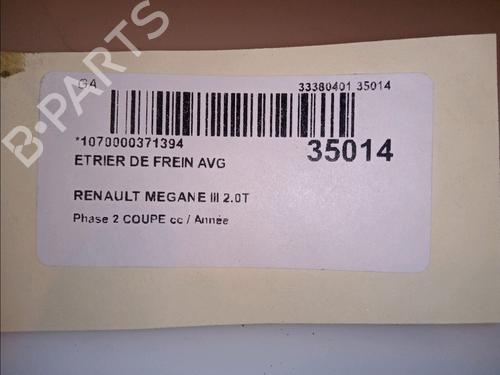 GA
33380401 35014
*1070000371394
35014
ETRIER DE FREIN AVG
RENAULT MEGANE III 2.0T
Phase 2 COUPE cc / Année
B-PARTS